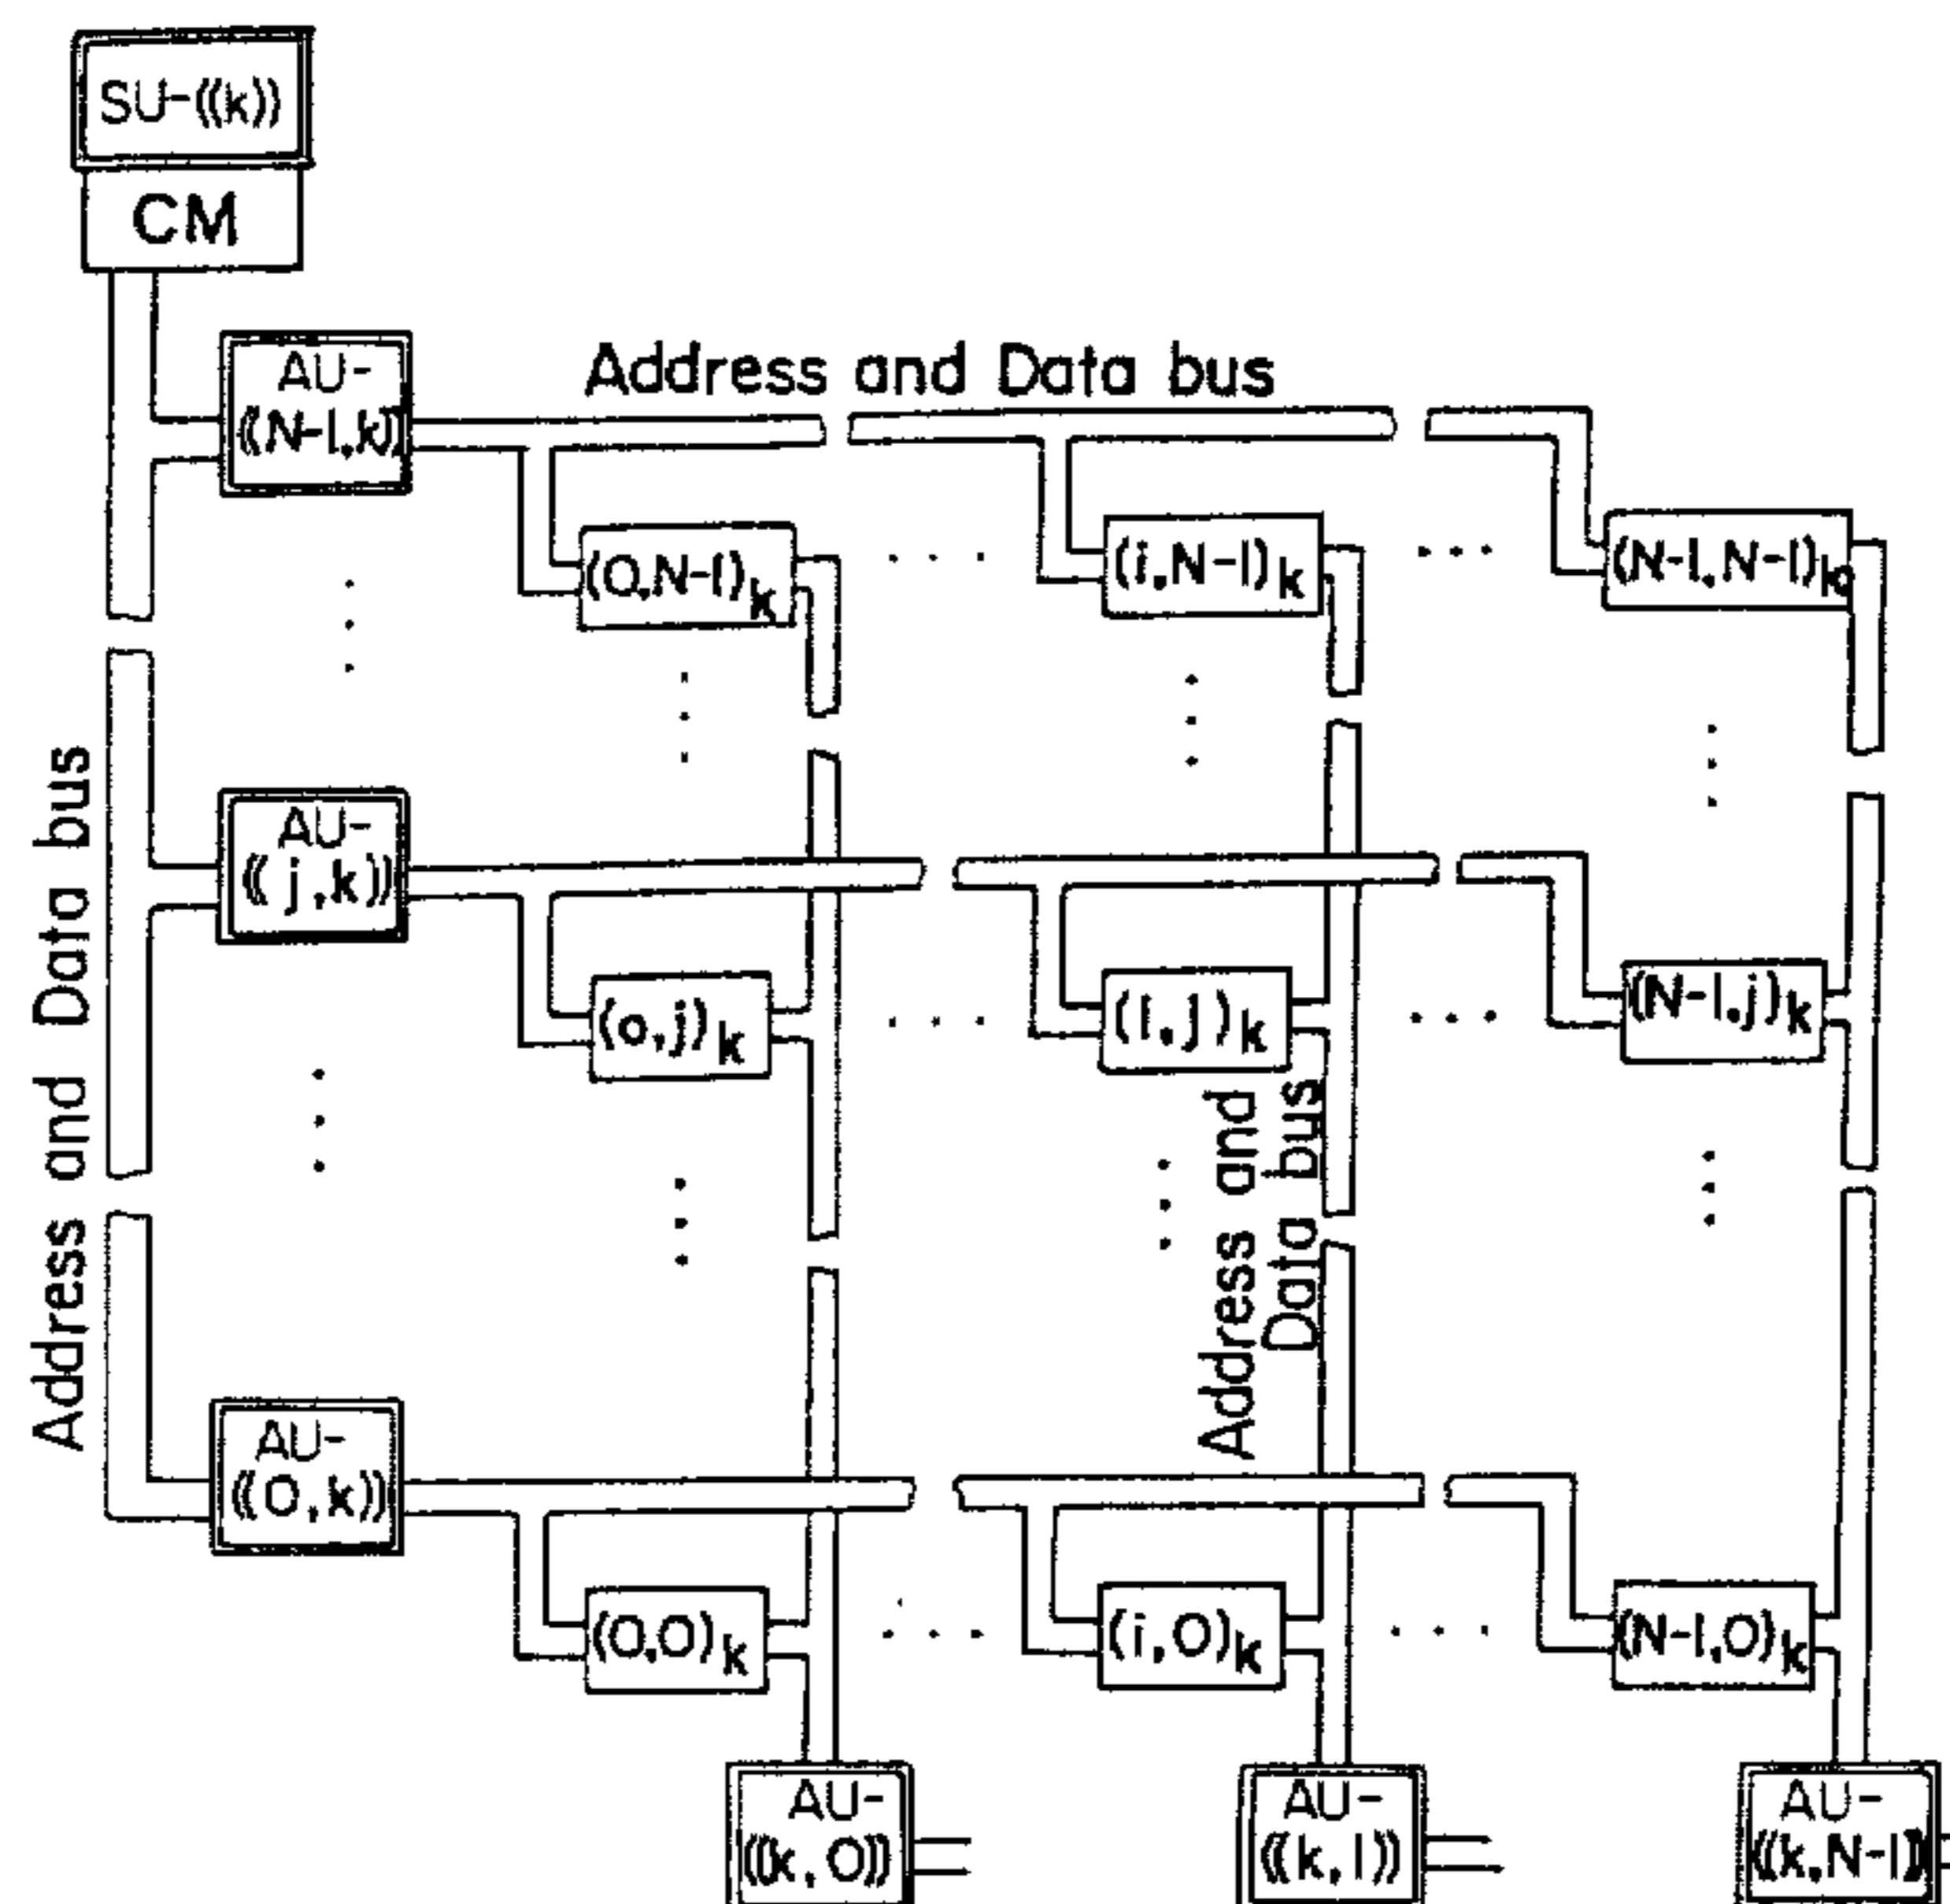 SU-((k))
CM
Address and Data bus
AU-
((N-1,k))
(0,N-1)k
(i,N-1)k
(N-1,N-1)k
Address and Data bus
AU-
((j,k))
(o,j)k
(i,j)k
(N-1,j)k
Address and
Data bus
AU-
((0,k))
(0,0)k
(i,0)k
(N-1,0)k
AU-
((k,0))
AU-
((k,1))
AU-
((k,N-1))